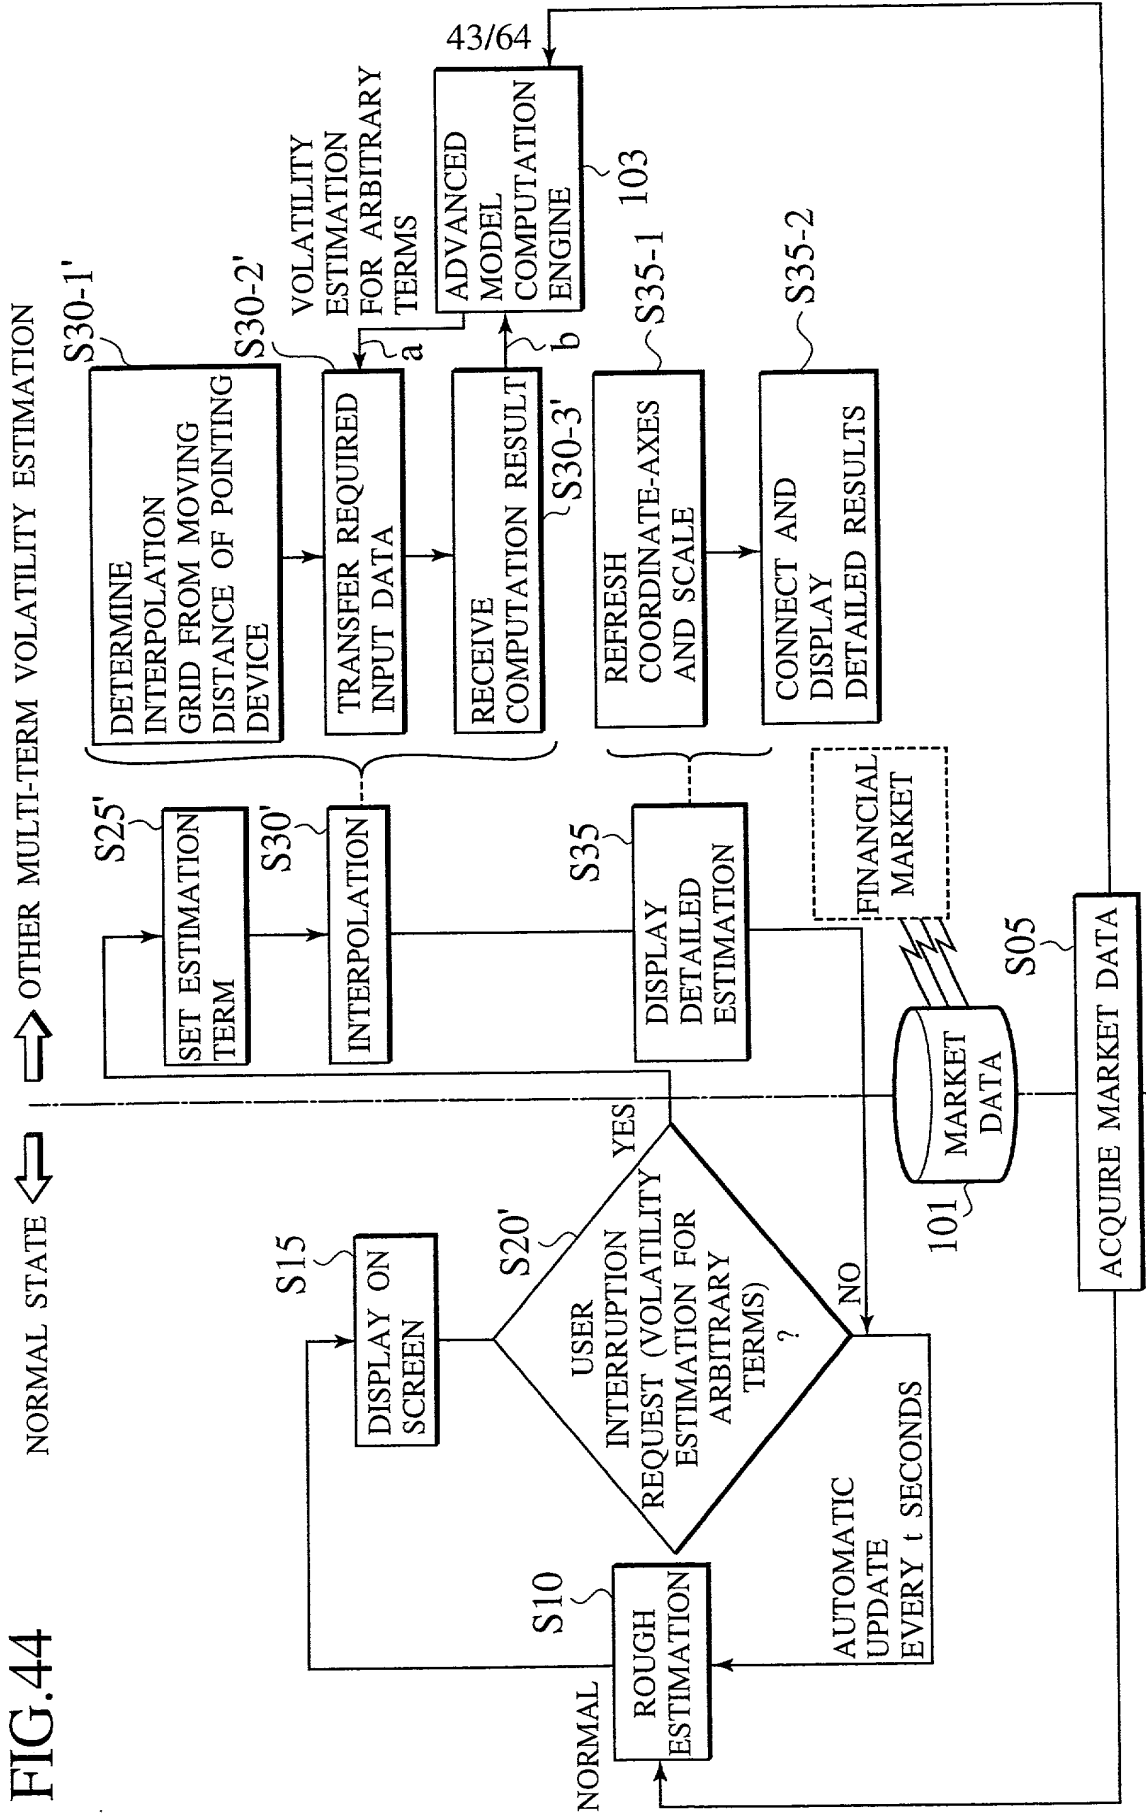 FIG.44
NORMAL STATE
OTHER MULTI-TERM VOLATILITY ESTIMATION
NORMAL
S10
ROUGH
ESTIMATION
S15
DISPLAY ON
SCREEN
S20'
USER
INTERRUPTION
REQUEST (VOLATILITY
ESTIMATION FOR
ARBITRARY
TERMS)
?
YES
NO
AUTOMATIC
UPDATE
EVERY t SECONDS
S25'
SET ESTIMATION
TERM
S30'
INTERPOLATION
S35
DISPLAY
DETAILED
ESTIMATION
S30-1'
DETERMINE
INTERPOLATION
GRID FROM MOVING
DISTANCE OF POINTING
DEVICE
S30-2'
TRANSFER REQUIRED
INPUT DATA
RECEIVE
COMPUTATION RESULT
S30-3'
VOLATILITY
ESTIMATION
FOR ARBITRARY
TERMS
a
b
43/64
ADVANCED
MODEL
COMPUTATION
ENGINE
103
S35-1
REFRESH
COORDINATE-AXES
AND SCALE
S35-2
CONNECT AND
DISPLAY
DETAILED RESULTS
FINANCIAL
MARKET
MARKET
DATA
101
S05
ACQUIRE MARKET DATA